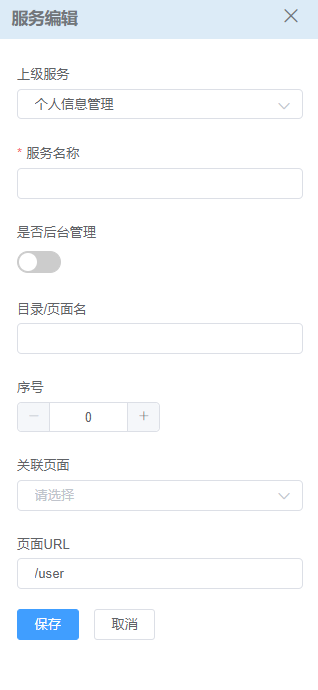 服务编辑
上级服务
个人信息管理
* 服务名称
是否后台管理
目录/页面名
序号
0
关联页面
请选择
页面URL
/user
保存 取消